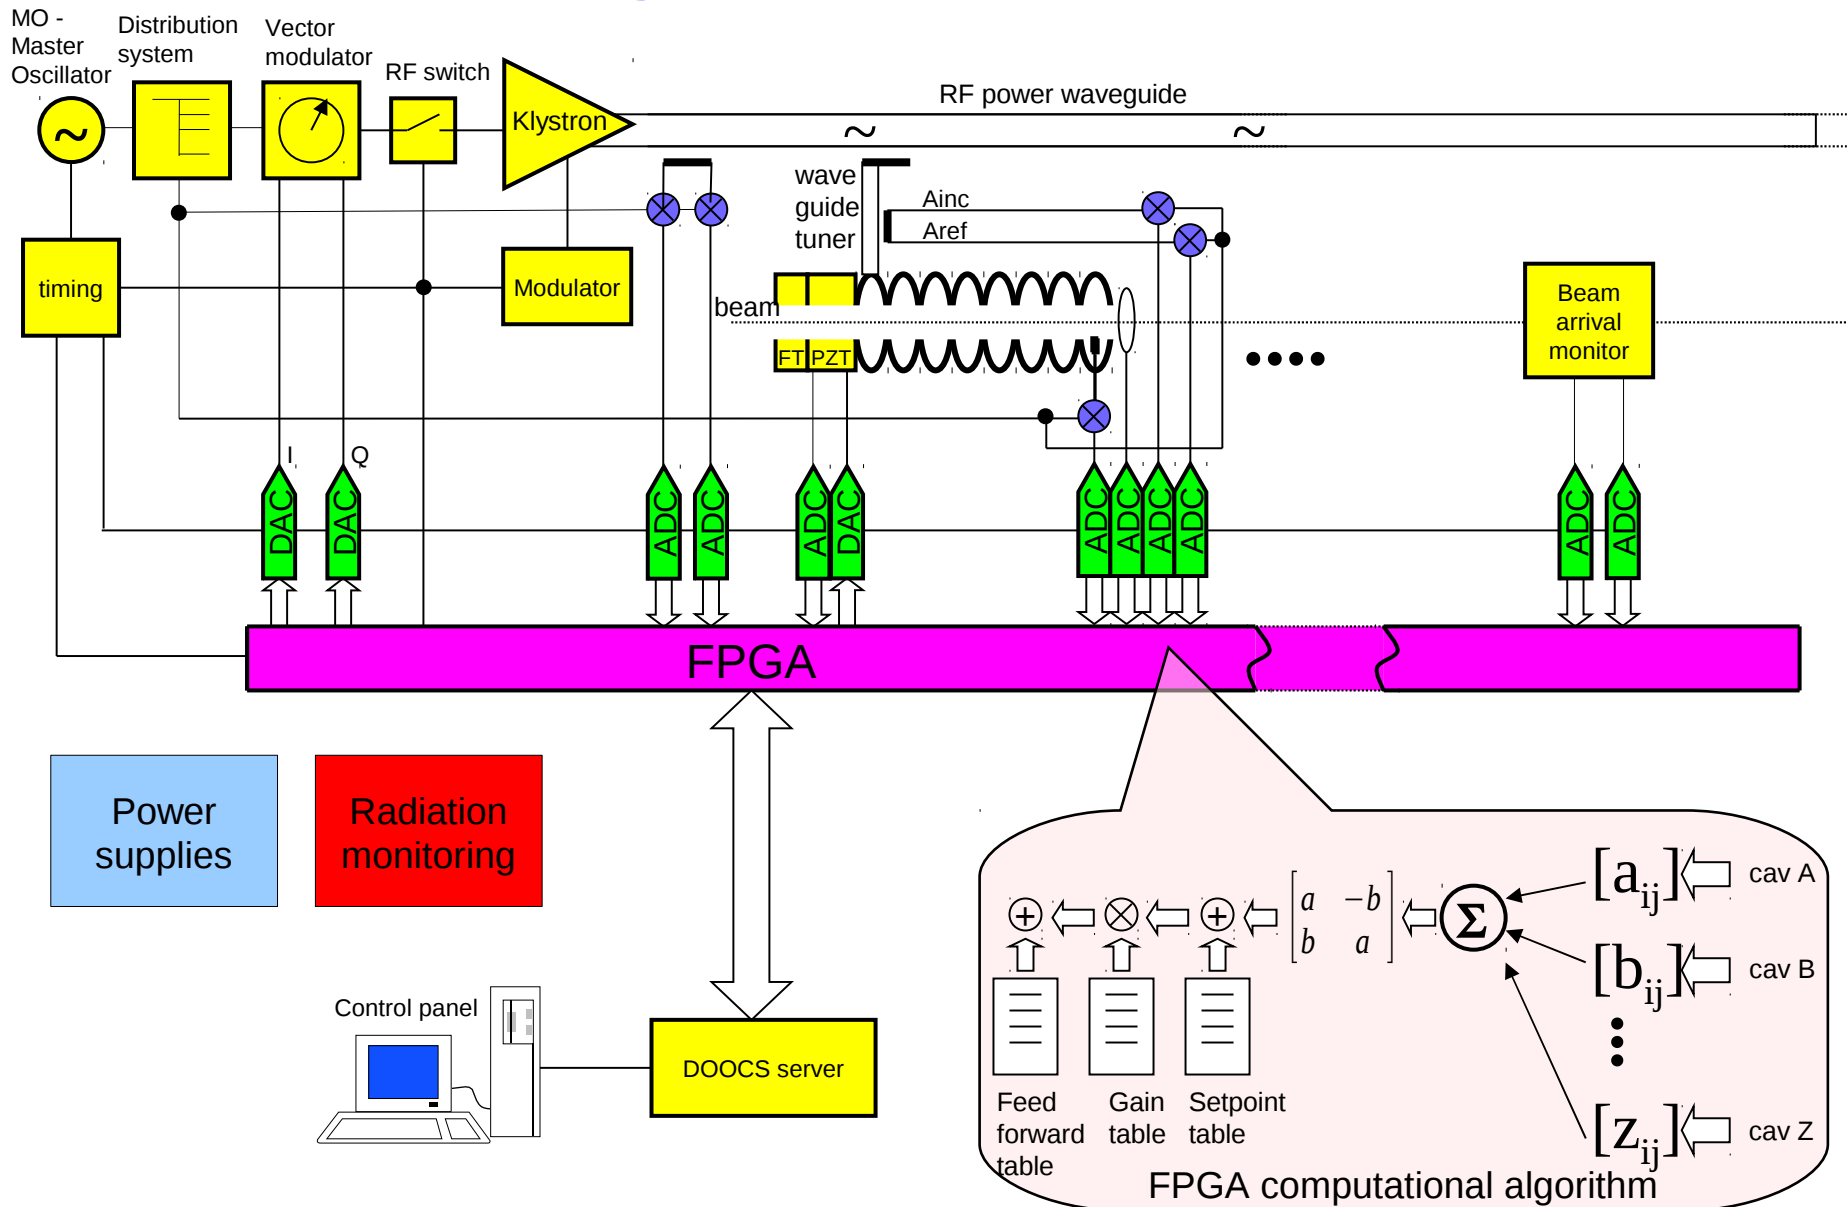 MO -
Master
Oscillator
Distribution
system
Vector
modulator
RF switch
Klystron
RF power waveguide
~
~
~
wave
guide
tuner
Ainc
Aref
timing
Modulator
beam
FT
PZT
Beam
arrival
monitor
I
Q
DAC
DAC
ADC
ADC
ADC
DAC
ADC
ADC
ADC
ADC
ADC
ADC
FPGA
Power
supplies
Radiation
monitoring
Control panel
DOOCS server
[aij]
cav A
a −b
b a
Σ
[bij]
cav B
[zij]
cav Z
Feed
forward
table
Gain
table
Setpoint
table
FPGA computational algorithm